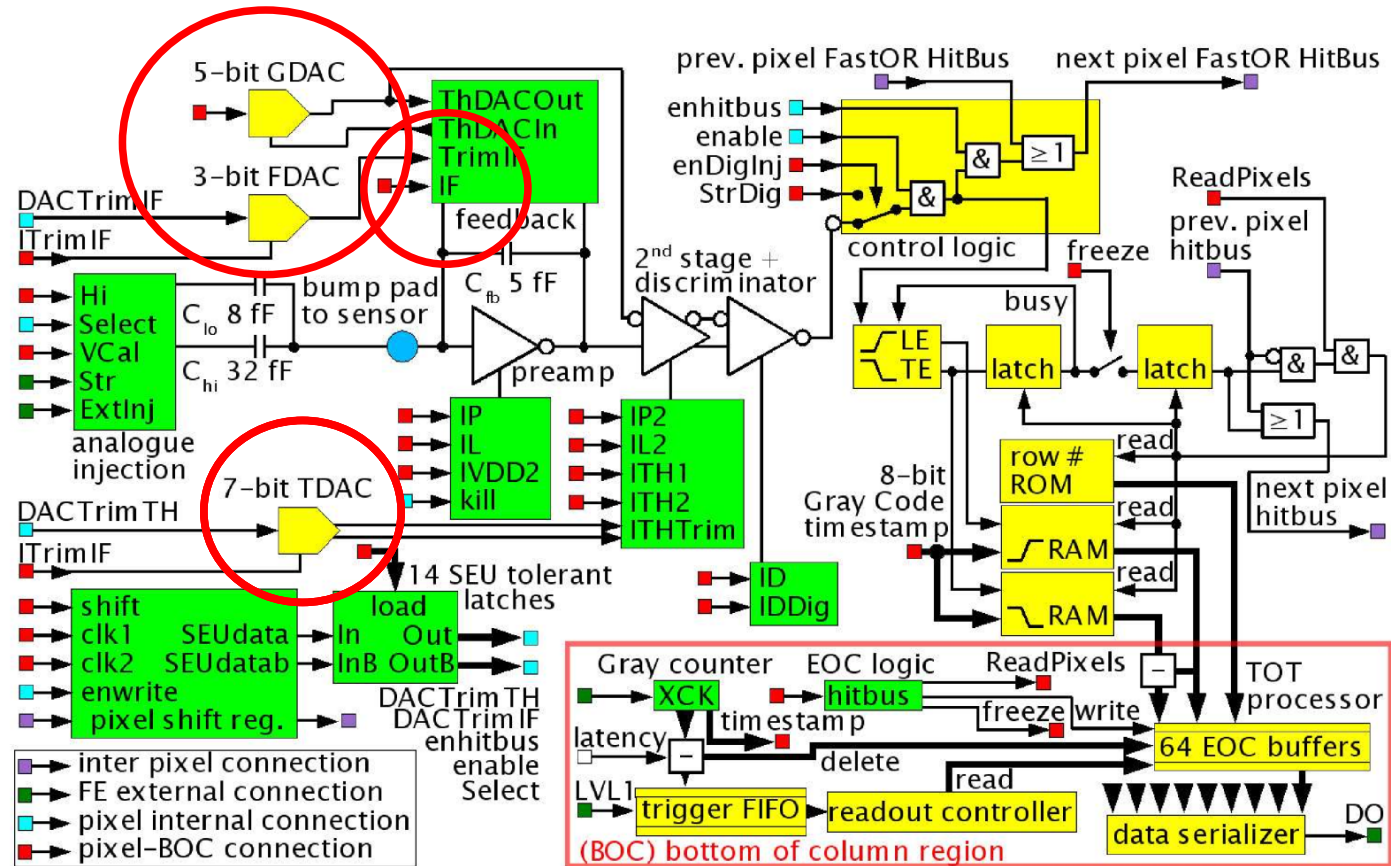 5-bit GDAC
3-bit FDAC
DACTrimIF
ITrimIF
ThDACOut
ThDACIn
TrimIF
IF
feedback
C_fb 5 fF
Hi
Select
VCal
Str
ExtInj
analogue
injection
C_lo 8 fF
C_hi 32 fF
bump pad
to sensor
preamp
2nd stage +
discriminator
IP
IL
IVDD2
kill
IP2
IL2
ITH1
ITH2
ITHTrim
ID
IDDig
prev. pixel FastOR HitBus
next pixel FastOR HitBus
enhitbus
enable
enDigInj
StrDig
&
≥1
&
control logic
ReadPixels
prev. pixel
hitbus
freeze
busy
LE
TE
latch
latch
&
&
≥1
next pixel
hitbus
read
row #
ROM
8-bit
Gray Code
timestamp
read
RAM
read
RAM
7-bit TDAC
DACTrimTH
ITrimIF
14 SEU tolerant
latches
shift
clk1
clk2
enwrite
pixel shift reg.
SEUdata
SEUdatab
load
In Out
InB OutB
DACTrimTH
DACTrimIF
enhitbus
enable
Select
inter pixel connection
FE external connection
pixel internal connection
pixel-BOC connection
Gray counter
XCK
timestamp
latency
−
EOC logic
hitbus
ReadPixels
freeze
write
−
TOT
processor
64 EOC buffers
delete
read
LVL1
trigger FIFO
readout controller
data serializer
DO
(BOC) bottom of column region